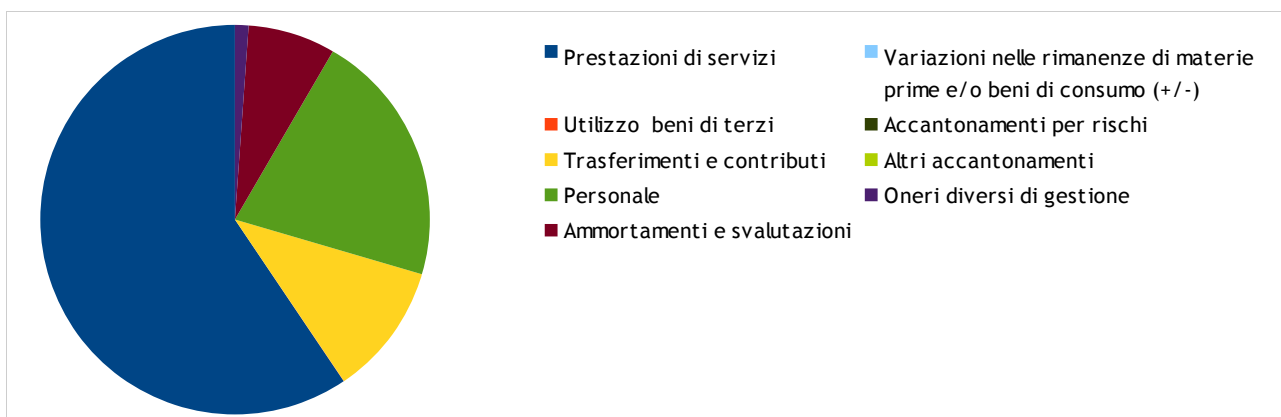 Prestazioni di servizi
Variazioni nelle rimanenze di materie
prime e/o beni di consumo (+/-)
Utilizzo beni di terzi
Accantonamenti per rischi
Trasferimenti e contributi
Altri accantonamenti
Personale
Oneri diversi di gestione
Ammortamenti e svalutazioni